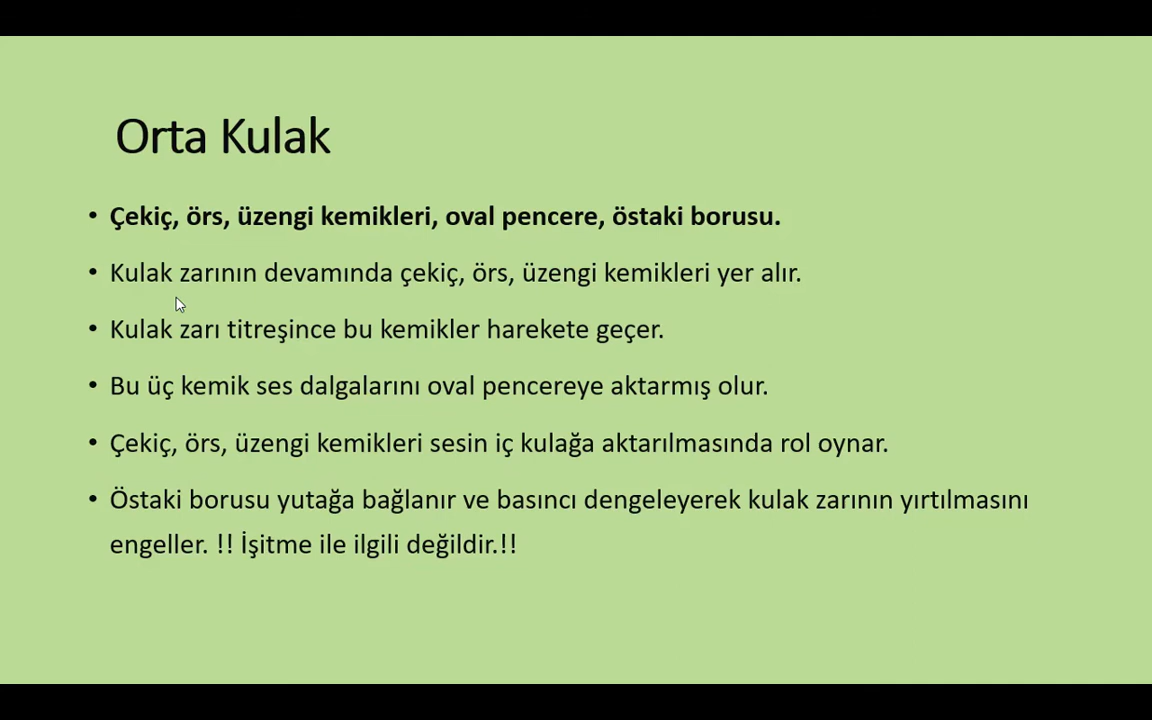 Orta Kulak
• Çekiç, örs, üzengi kemikleri, oval pencere, östaki borusu.
• Kulak zarının devamında çekiç, örs, üzengi kemikleri yer alır.
• Kulak zarı titreşince bu kemikler harekete geçer.
• Bu üç kemik ses dalgalarını oval pencereye aktarmış olur.
• Çekiç, örs, üzengi kemikleri sesin iç kulağa aktarılmasında rol oynar.
• Östaki borusu yutağa bağlanır ve basıncı dengeleyerek kulak zarının yırtılmasını
engeller. !! İşitme ile ilgili değildir.!!